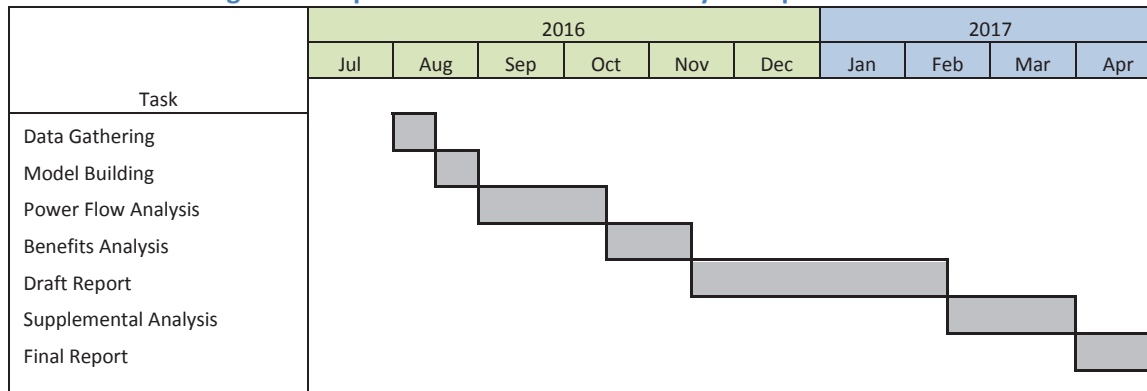 2016 2017
Jul Aug Sep Oct Nov Dec Jan Feb Mar Apr
Task
Data Gathering
Model Building
Power Flow Analysis
Benefits Analysis
Draft Report
Supplemental Analysis
Final Report